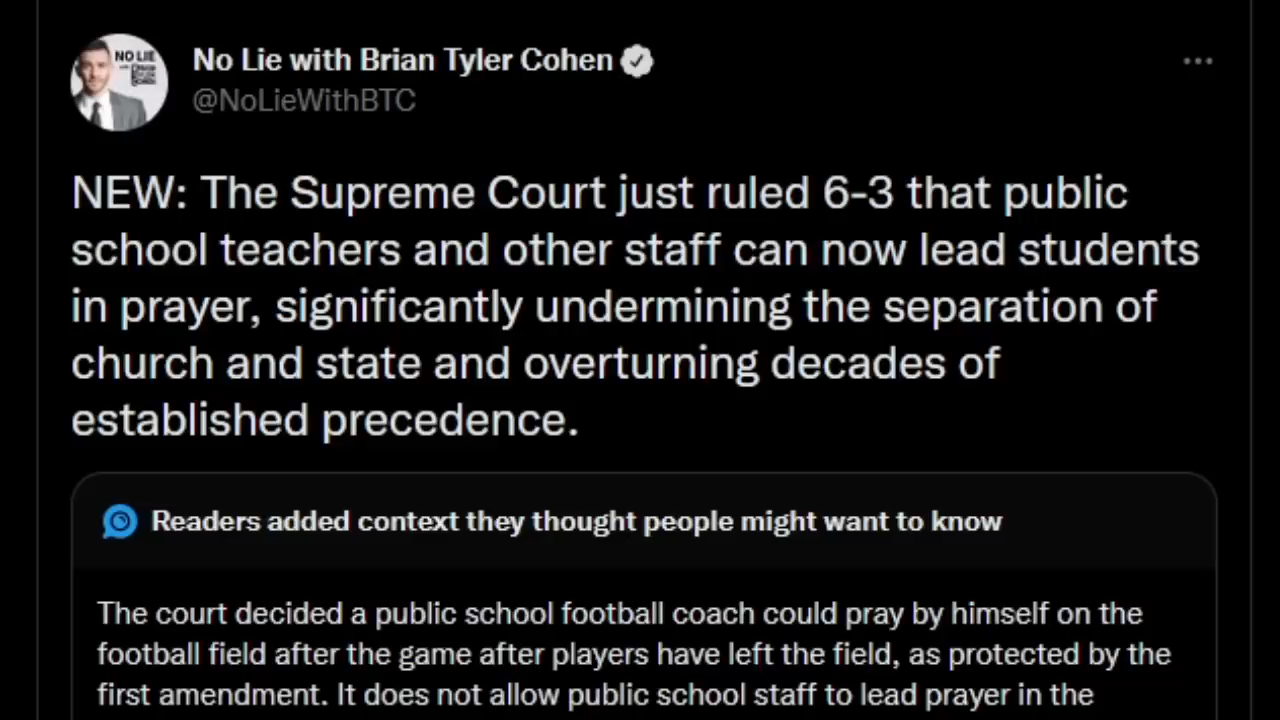 NO LIE
No Lie with Brian Tyler Cohen
@NoLieWithBTC
NEW: The Supreme Court just ruled 6-3 that public
school teachers and other staff can now lead students
in prayer, significantly undermining the separation of
church and state and overturning decades of
established precedence.
Readers added context they thought people might want to know
The court decided a public school football coach could pray by himself on the
football field after the game after players have left the field, as protected by the
first amendment. It does not allow public school staff to lead prayer in the